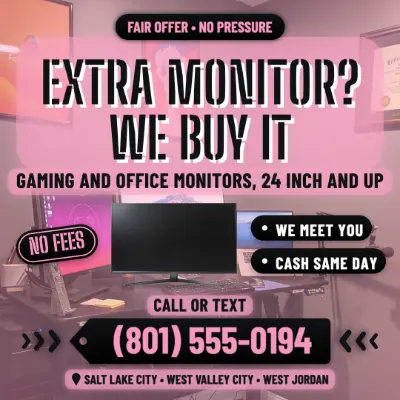 FAIR OFFER • NO PRESSURE
EXTRA MONITOR?
WE BUY IT
GAMING AND OFFICE MONITORS, 24 INCH AND UP
NO FEES
• WE MEET YOU
• CASH SAME DAY
CALL OR TEXT
(801) 555-0194
SALT LAKE CITY • WEST VALLEY CITY • WEST JORDAN